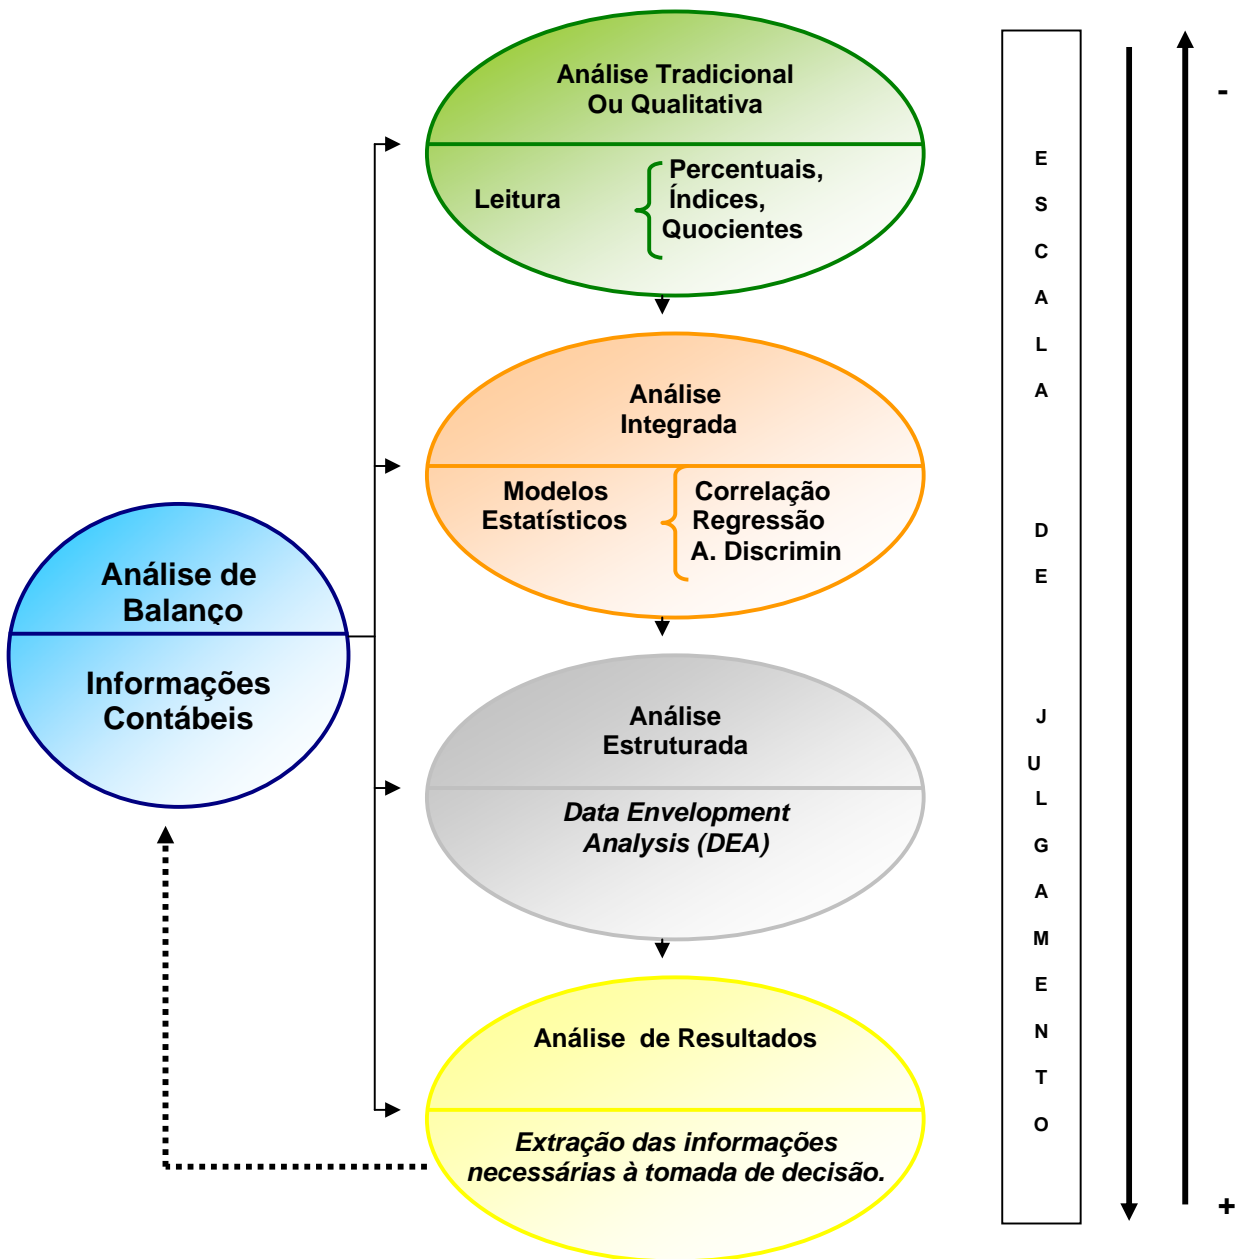 Análise Tradicional
Ou Qualitativa
Leitura
Percentuais,
Índices,
Quocientes
Análise
Integrada
Modelos
Estatísticos
Correlação
Regressão
A. Discrimin
Análise de
Balanço
Informações
Contábeis
Análise
Estruturada
Data Envelopment
Analysis (DEA)
Análise de Resultados
Extração das informações
necessárias à tomada de decisão.
E
S
C
A
L
A
D
E
J
U
L
G
A
M
E
N
T
O
-
+